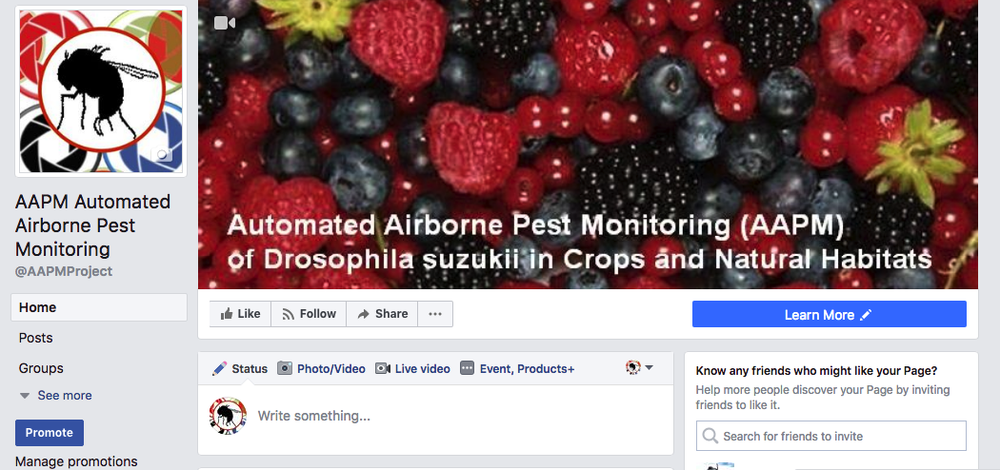 AAPM Automated
Airborne Pest
Monitoring
@AAPMProject
Home
Posts
Groups
See more
Promote
Manage promotions
Automated Airborne Pest Monitoring (AAPM)
of Drosophila suzukii in Crops and Natural Habitats
Like Follow Share ... Learn More
Status Photo/Video Live video Event, Products+
Write something...
Know any friends who might like your Page?
Help more people discover your Page by inviting
friends to like it.
Search for friends to invite